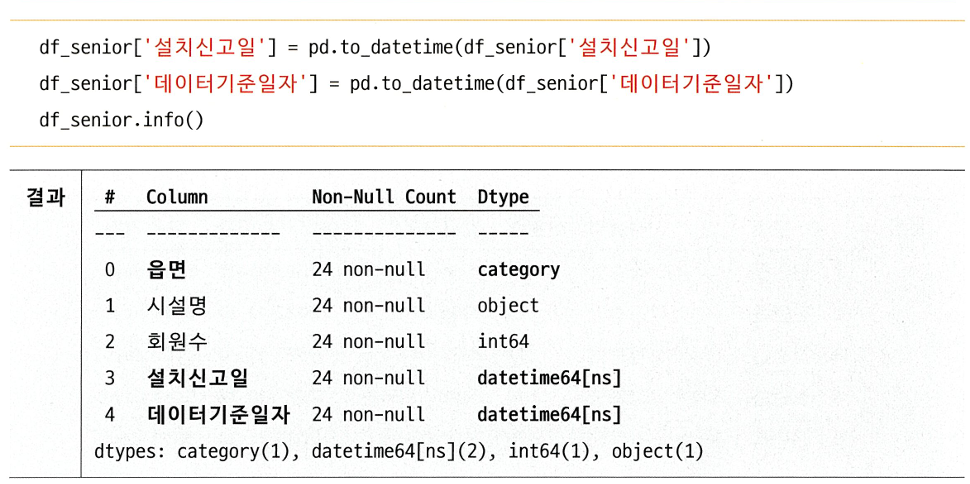 df_senior['설치신고일'] = pd.to_datetime(df_senior['설치신고일'])
df_senior['데이터기준일자'] = pd.to_datetime(df_senior['데이터기준일자'])
df_senior.info()
결과 # Column Non-Null Count Dtype
--- ------------- -------------- -----
0 읍면 24 non-null category
1 시설명 24 non-null object
2 회원수 24 non-null int64
3 설치신고일 24 non-null datetime64[ns]
4 데이터기준일자 24 non-null datetime64[ns]
dtypes: category(1), datetime64[ns](2), int64(1), object(1)